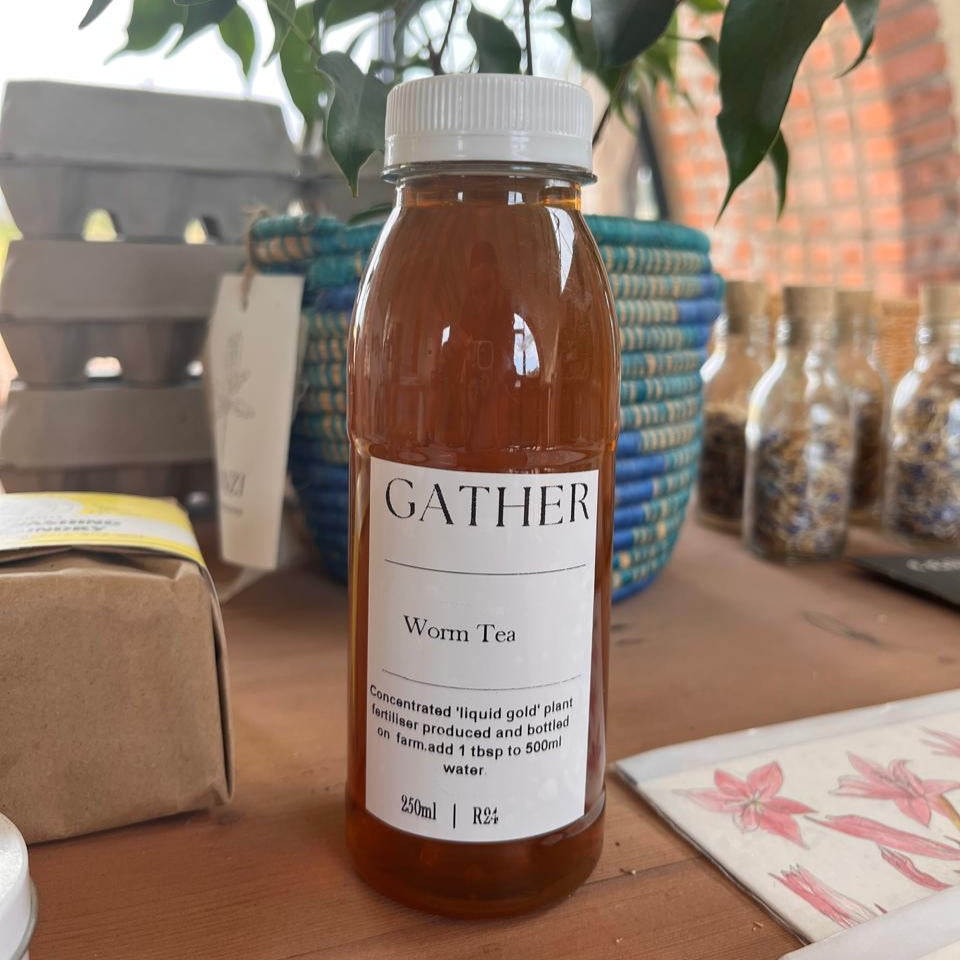 GATHER
Worm Tea
Concentrated 'liquid gold' plant
fertiliser produced and bottled
on farm.add 1 tbsp to 500ml
water.
250ml | R24